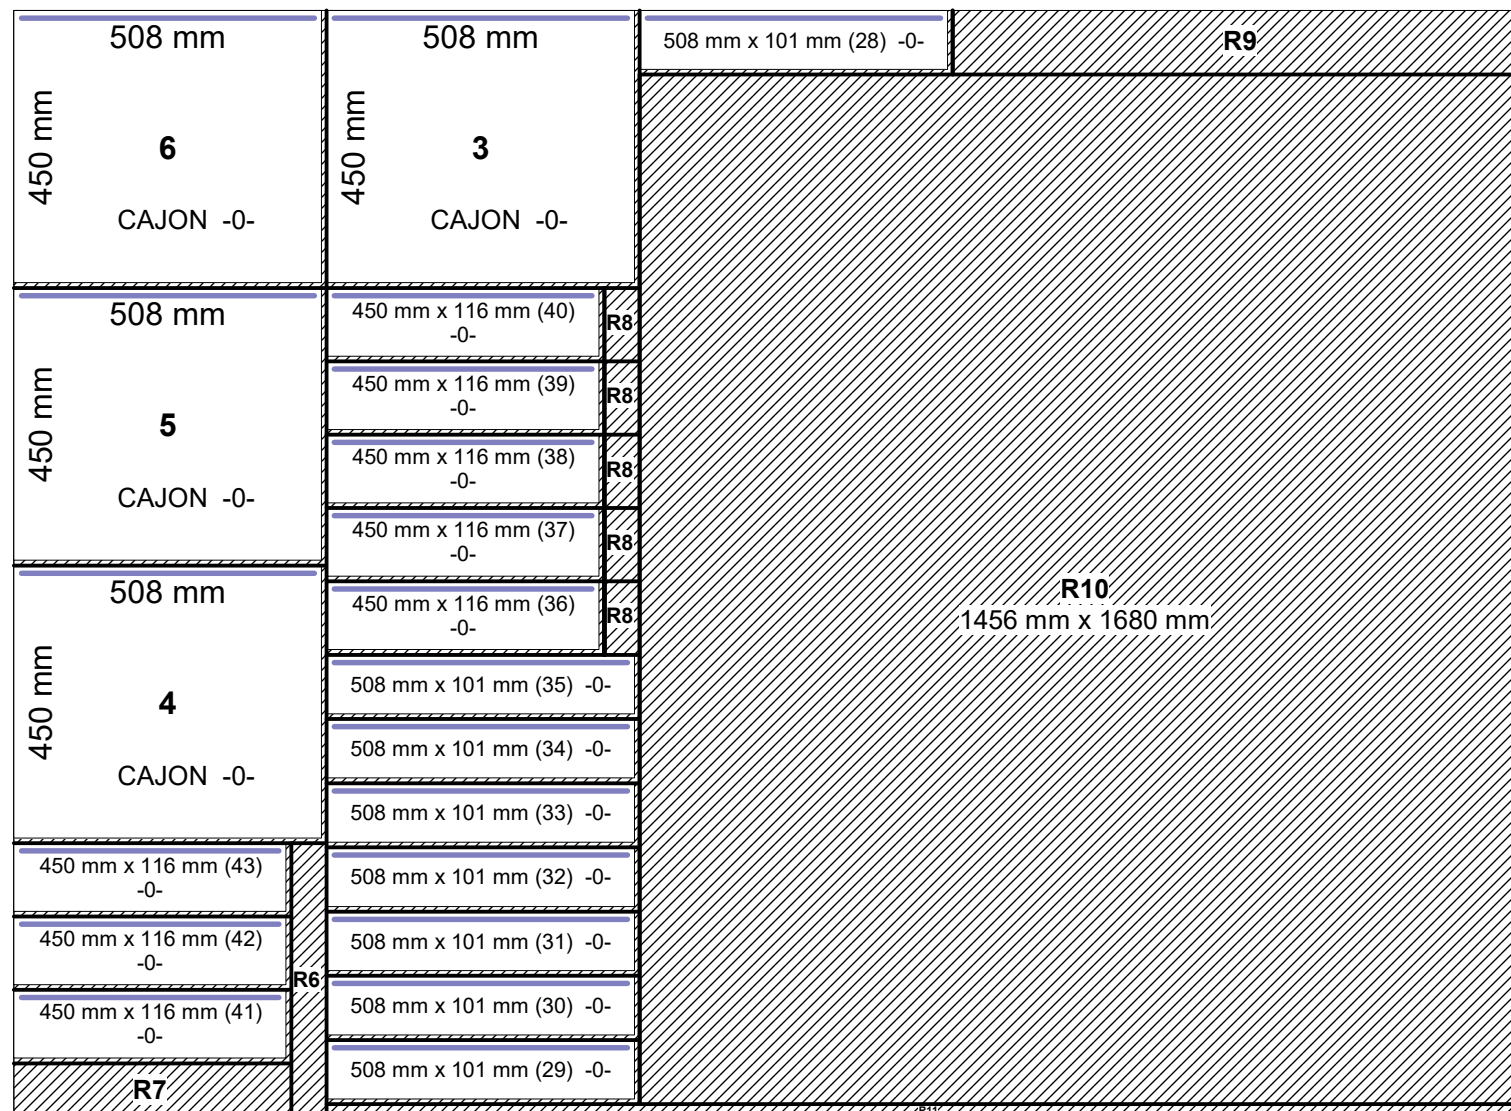 508 mm
450 mm
6
CAJON -0-
508 mm
450 mm
3
CAJON -0-
508 mm x 101 mm (28) -0-
R9
508 mm
450 mm
5
CAJON -0-
450 mm x 116 mm (40)
-0-
R8
450 mm x 116 mm (39)
-0-
R8
450 mm x 116 mm (38)
-0-
R8
450 mm x 116 mm (37)
-0-
R8
450 mm x 116 mm (36)
-0-
R8
R10
1456 mm x 1680 mm
508 mm
450 mm
4
CAJON -0-
508 mm x 101 mm (35) -0-
508 mm x 101 mm (34) -0-
508 mm x 101 mm (33) -0-
508 mm x 101 mm (32) -0-
508 mm x 101 mm (31) -0-
508 mm x 101 mm (30) -0-
508 mm x 101 mm (29) -0-
450 mm x 116 mm (43)
-0-
450 mm x 116 mm (42)
-0-
450 mm x 116 mm (41)
-0-
R6
R7
R11